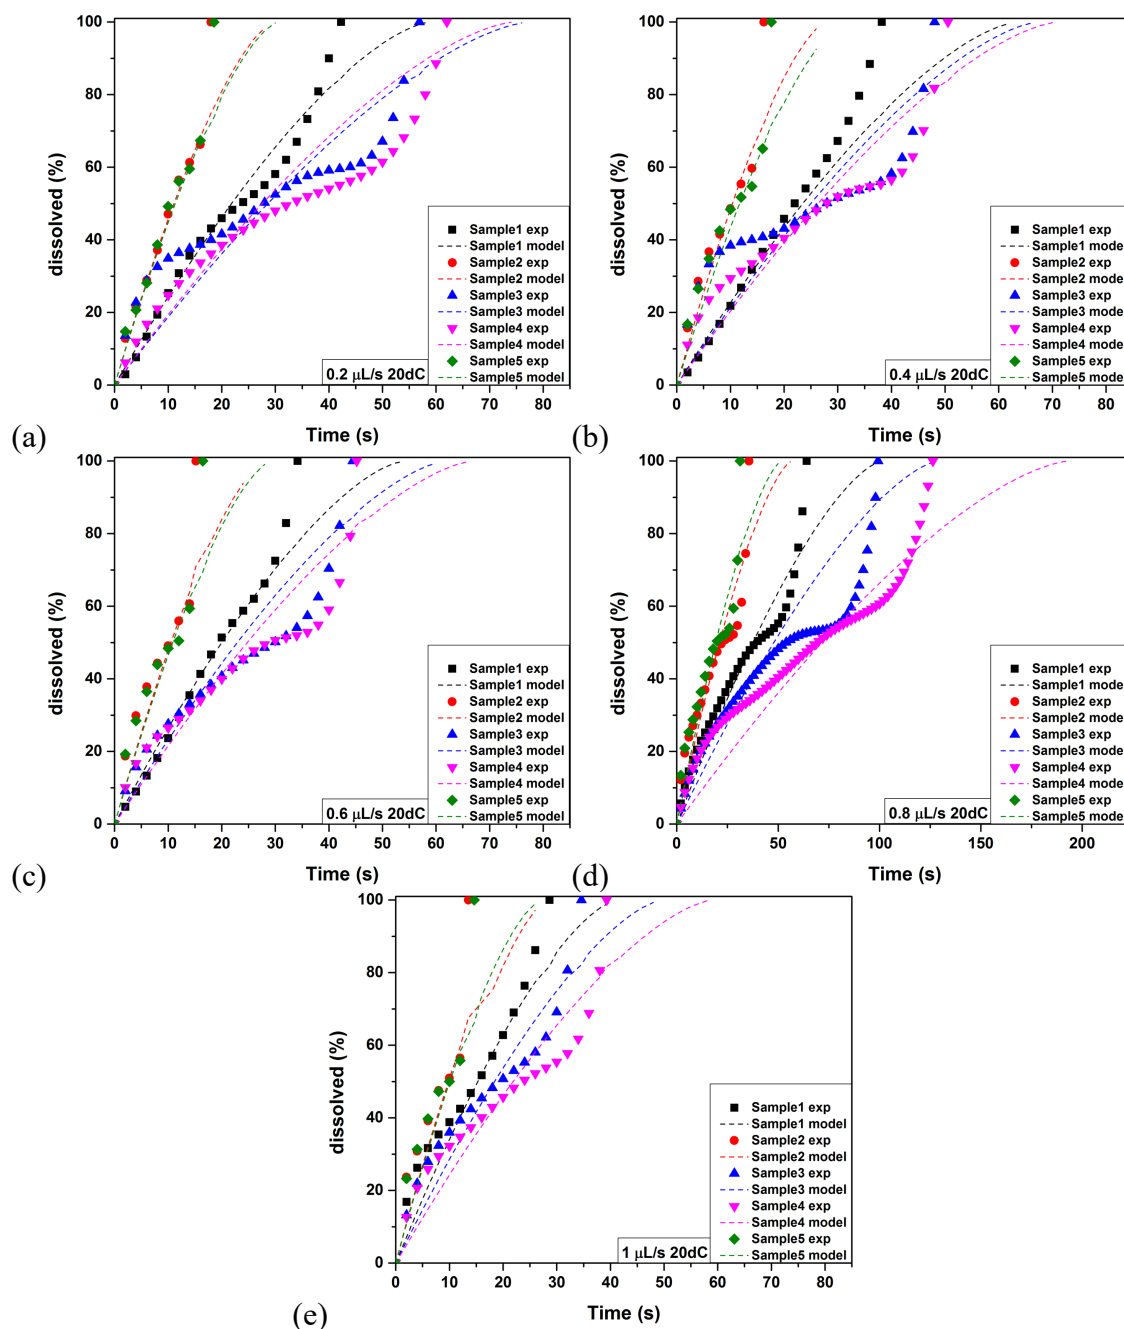 100
80
60
40
20
0
dissolved (%)
0 10 20 30 40 50 60 70 80
Time (s)
Sample1 exp
Sample1 model
Sample2 exp
Sample2 model
Sample3 exp
Sample3 model
Sample4 exp
Sample4 model
Sample5 exp
Sample5 model
0.2 μL/s 20dC
(a)
100
80
60
40
20
0
dissolved (%)
0 10 20 30 40 50 60 70 80
Time (s)
Sample1 exp
Sample1 model
Sample2 exp
Sample2 model
Sample3 exp
Sample3 model
Sample4 exp
Sample4 model
Sample5 exp
Sample5 model
0.4 μL/s 20dC
(b)
100
80
60
40
20
0
dissolved (%)
0 10 20 30 40 50 60 70 80
Time (s)
Sample1 exp
Sample1 model
Sample2 exp
Sample2 model
Sample3 exp
Sample3 model
Sample4 exp
Sample4 model
Sample5 exp
Sample5 model
0.6 μL/s 20dC
(c)
100
80
60
40
20
0
dissolved (%)
0 50 100 150 200
Time (s)
Sample1 exp
Sample1 model
Sample2 exp
Sample2 model
Sample3 exp
Sample3 model
Sample4 exp
Sample4 model
Sample5 exp
Sample5 model
0.8 μL/s 20dC
(d)
100
80
60
40
20
0
dissolved (%)
0 10 20 30 40 50 60 70 80
Time (s)
Sample1 exp
Sample1 model
Sample2 exp
Sample2 model
Sample3 exp
Sample3 model
Sample4 exp
Sample4 model
Sample5 exp
Sample5 model
1 μL/s 20dC
(e)